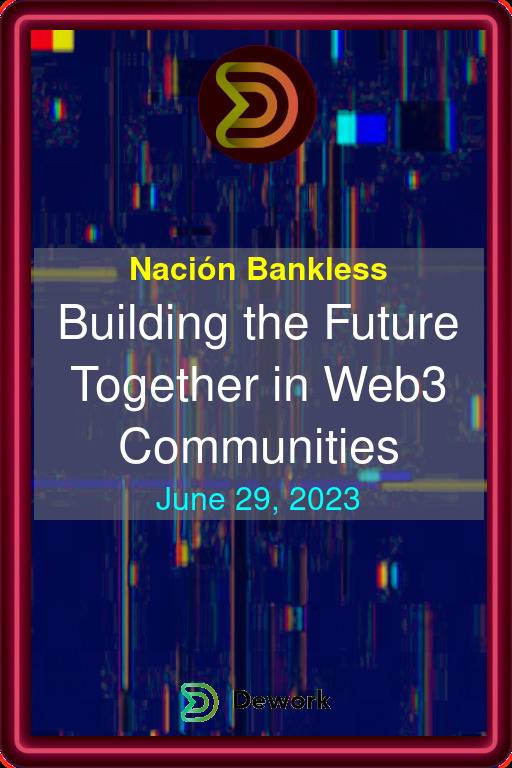 Nación Bankless
Building the Future
Together in Web3
Communities
June 29, 2023
Dework